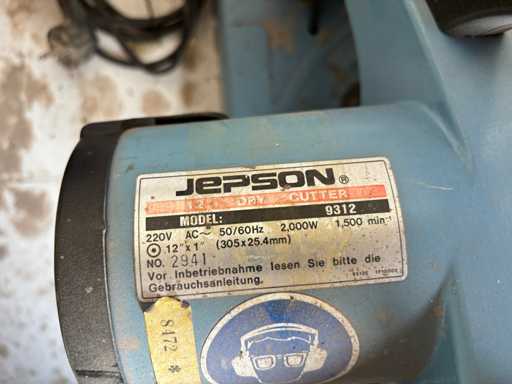 JEPSON®
12" DRY CUTTER
MODEL: 9312
220V AC~ 50/60Hz 2,000W 1,500 min
12" x 1" (305x25.4mm)
NO. 2941
Vor Inbetriebnahme lesen Sie bitte die
Gebrauchsanleitung.
8472 *